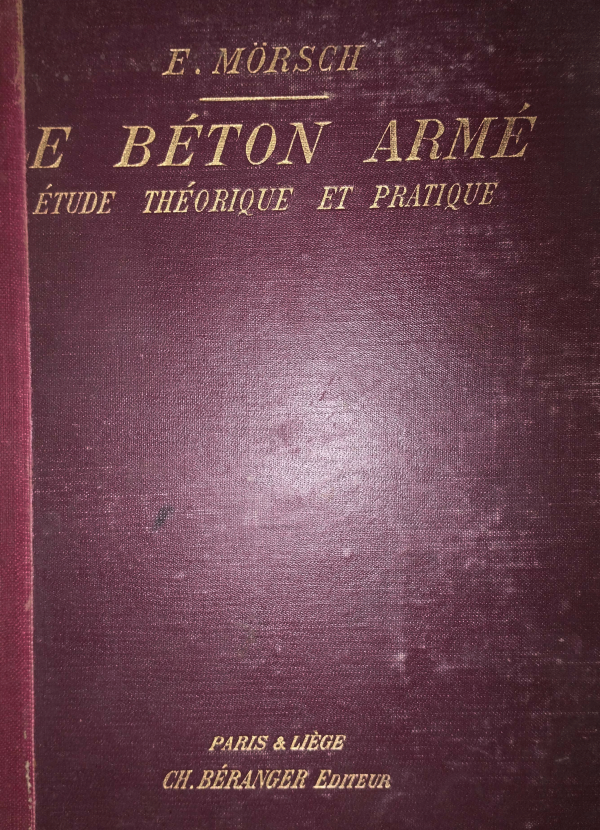 E. MÖRSCH
E BÉTON ARMÉ
ÉTUDE THÉORIQUE ET PRATIQUE
PARIS & LIÈGE
CH. BÉRANGER EDITEUR